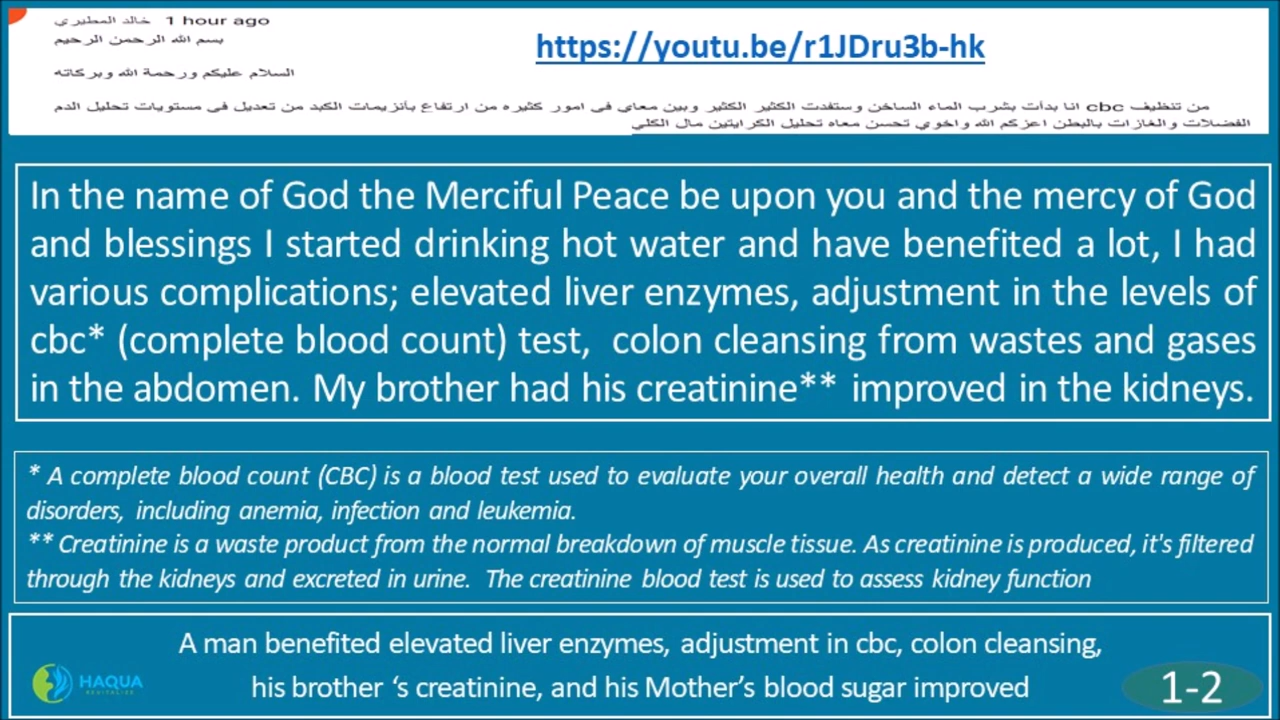 خالد المطيري 1 hour ago
بسم الله الرحمن الرحيم
https://youtu.be/r1JDru3b-hk
السلام عليكم ورحمة الله وبركاته
انا بدأت بشرب الماء الساخن وستفدت الكثير الكثير وبين معاي في امور كثيره من ارتفاع بأنزيمات الكبد من تعديل في مستويات تحليل الدم cbc من تنظيف
الفضلات والغازات بالبطن اعزكم الله واخوي تحسن معاه تحليل الكرايتين مال الكلي
In the name of God the Merciful Peace be upon you and the mercy of God
and blessings I started drinking hot water and have benefited a lot, I had
various complications; elevated liver enzymes, adjustment in the levels of
cbc* (complete blood count) test, colon cleansing from wastes and gases
in the abdomen. My brother had his creatinine** improved in the kidneys.
* A complete blood count (CBC) is a blood test used to evaluate your overall health and detect a wide range of
disorders, including anemia, infection and leukemia.
** Creatinine is a waste product from the normal breakdown of muscle tissue. As creatinine is produced, it's filtered
through the kidneys and excreted in urine. The creatinine blood test is used to assess kidney function
A man benefited elevated liver enzymes, adjustment in cbc, colon cleansing,
his brother ‘s creatinine, and his Mother’s blood sugar improved
HAQUA
REVITALIZE
1-2